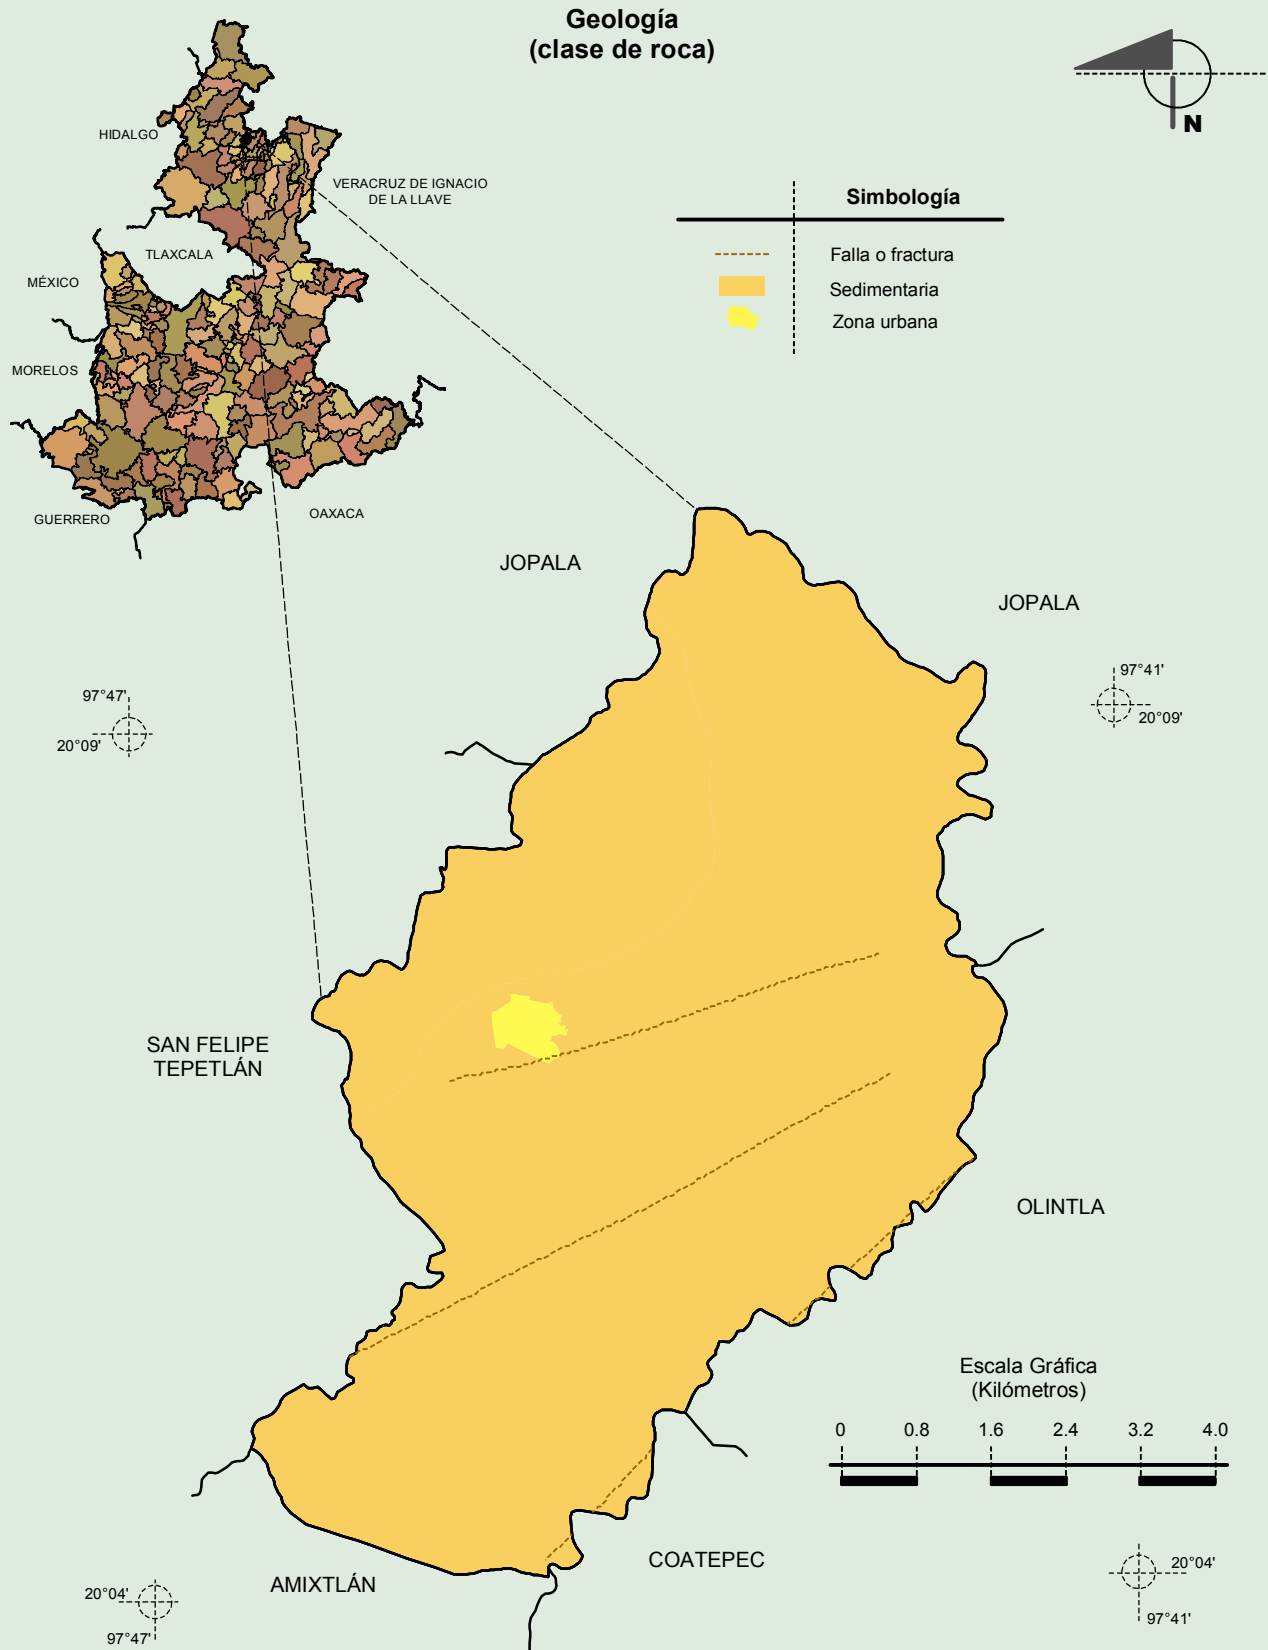 Geología
(clase de roca)
N
HIDALGO
VERACRUZ DE IGNACIO
DE LA LLAVE
TLAXCALA
MÉXICO
MORELOS
GUERRERO
OAXACA
Simbología
Falla o fractura
Sedimentaria
Zona urbana
JOPALA
JOPALA
97°47'
20°09'
97°41'
20°09'
SAN FELIPE
TEPETLÁN
OLINTLA
Escala Gráfica
(Kilómetros)
0 0.8 1.6 2.4 3.2 4.0
COATEPEC
AMIXTLÁN
20°04'
97°47'
20°04'
97°41'